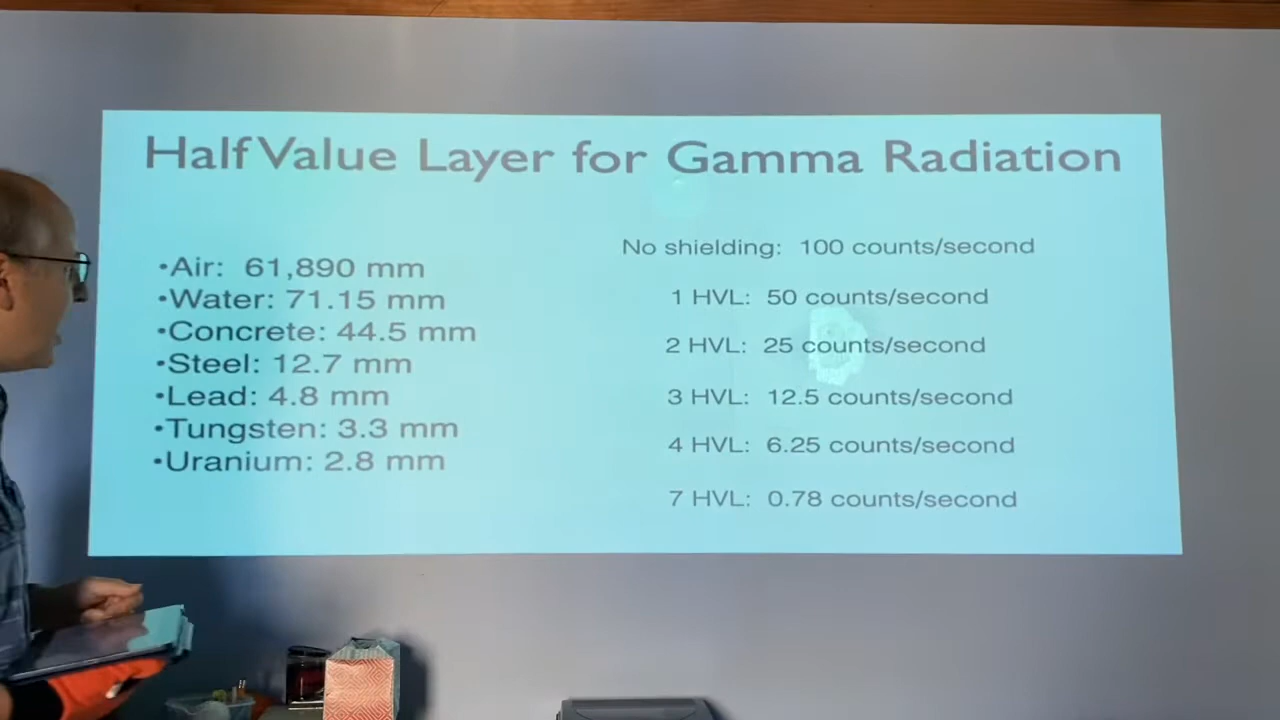 Half Value Layer for Gamma Radiation
•Air: 61,890 mm
•Water: 71.15 mm
•Concrete: 44.5 mm
•Steel: 12.7 mm
•Lead: 4.8 mm
•Tungsten: 3.3 mm
•Uranium: 2.8 mm
No shielding: 100 counts/second
1 HVL: 50 counts/second
2 HVL: 25 counts/second
3 HVL: 12.5 counts/second
4 HVL: 6.25 counts/second
7 HVL: 0.78 counts/second